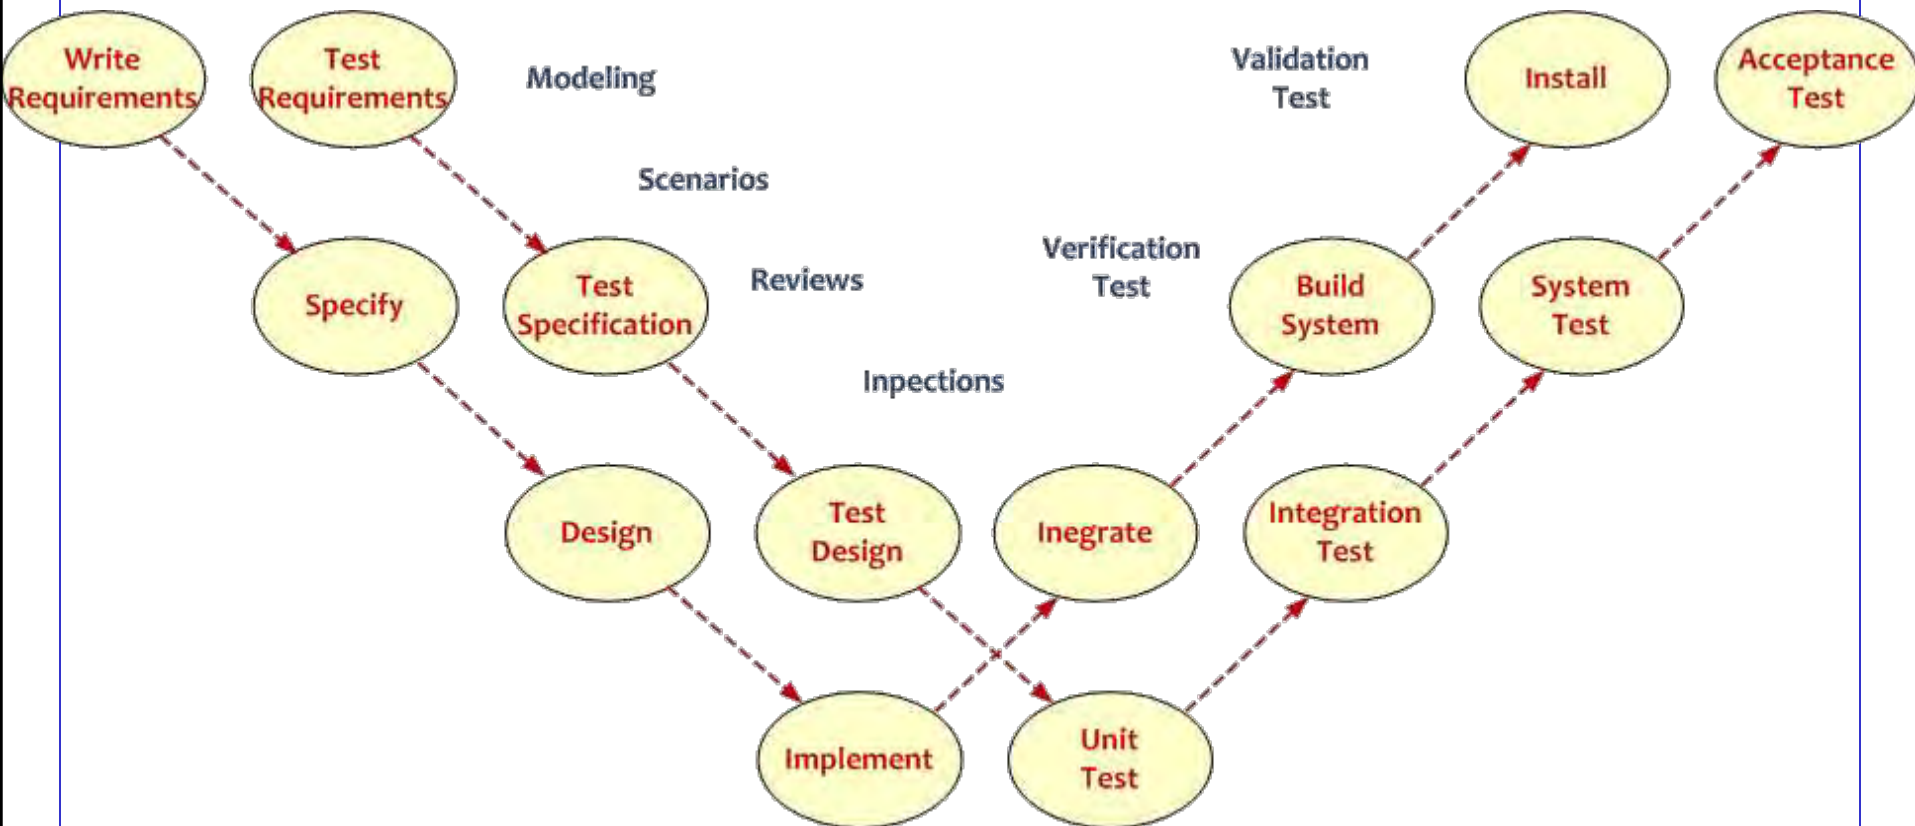 Write
Requirements
Test
Requirements
Modeling
Validation
Test
Install
Acceptance
Test
Scenarios
Specify
Test
Specification
Reviews
Verification
Test
Build
System
System
Test
Inpections
Design
Test
Design
Inegrate
Integration
Test
Implement
Unit
Test